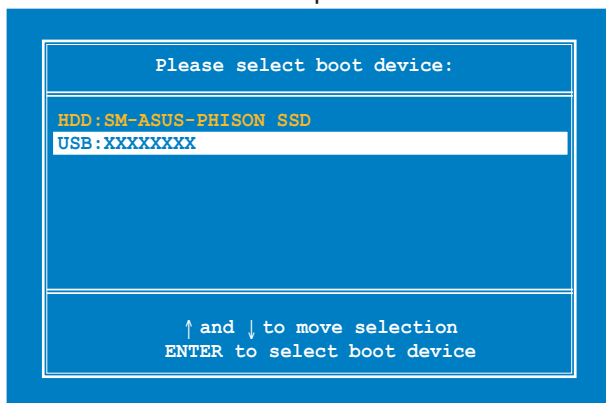 Please select boot device:
HDD:SM-ASUS-PHISON SSD
USB:XXXXXXXX
↑ and ↓ to move selection
ENTER to select boot device